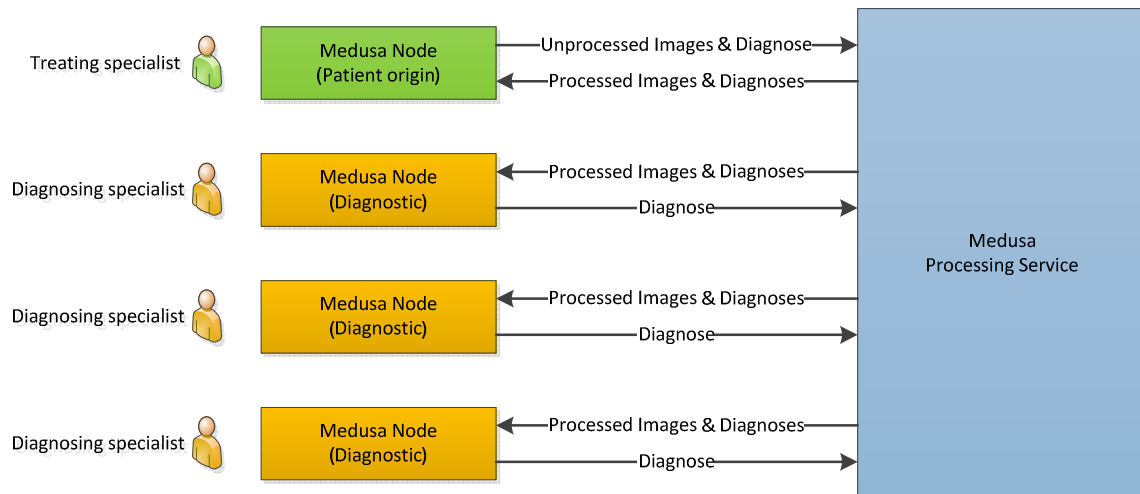 Treating specialist
Medusa Node
(Patient origin)
Unprocessed Images & Diagnose
Processed Images & Diagnoses
Diagnosing specialist
Medusa Node
(Diagnostic)
Processed Images & Diagnoses
Diagnose
Medusa
Processing Service
Diagnosing specialist
Medusa Node
(Diagnostic)
Processed Images & Diagnoses
Diagnose
Diagnosing specialist
Medusa Node
(Diagnostic)
Processed Images & Diagnoses
Diagnose